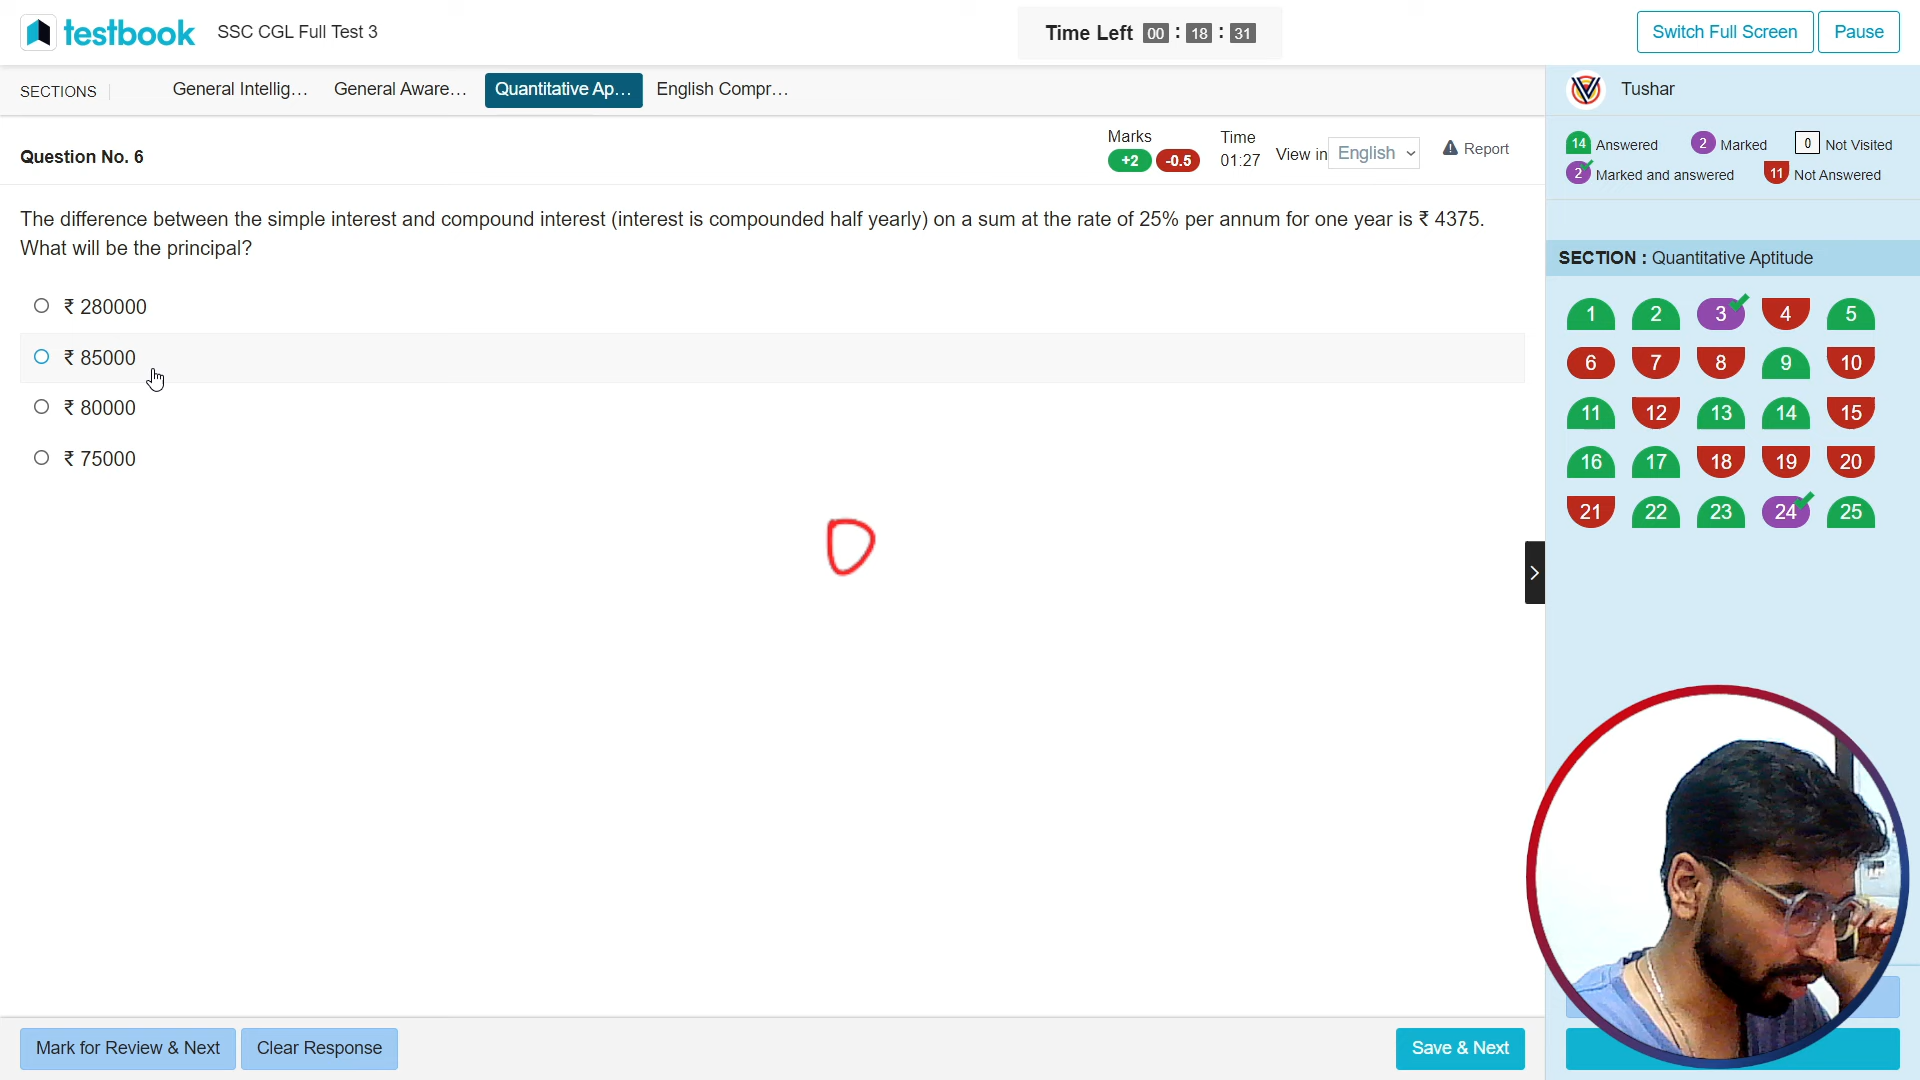 testbook SSC CGL Full Test 3 Time Left 00 : 18 : 31 Switch Full Screen Pause
SECTIONS General Intellig... General Aware... Quantitative Ap... English Compr... Tushar
Question No. 6 Marks +2 -0.5 Time 01:27 View in English Report
14 Answered 2 Marked 0 Not Visited
2 Marked and answered 11 Not Answered
The difference between the simple interest and compound interest (interest is compounded half yearly) on a sum at the rate of 25% per annum for one year is ₹ 4375.
What will be the principal?
₹ 280000
₹ 85000
₹ 80000
₹ 75000
D
SECTION : Quantitative Aptitude
1 2 3 4 5
6 7 8 9 10
11 12 13 14 15
16 17 18 19 20
21 22 23 24 25
Mark for Review & Next Clear Response Save & Next